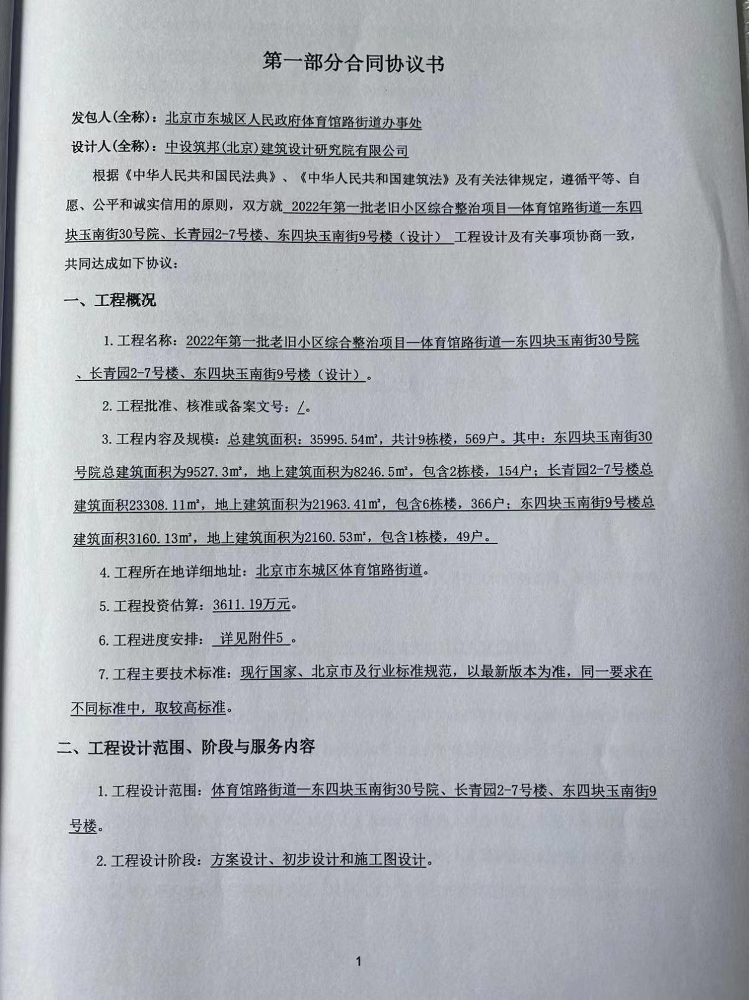 第一部分合同协议书
发包人(全称)：北京市东城区人民政府体育馆路街道办事处
设计人(全称)：中设筑邦(北京)建筑设计研究院有限公司
根据《中华人民共和国民法典》、《中华人民共和国建筑法》及有关法律规定，遵循平等、自
愿、公平和诚实信用的原则，双方就 2022年第一批老旧小区综合整治项目—体育馆路街道—东四
块玉南街30号院、长青园2-7号楼、东四块玉南街9号楼（设计） 工程设计及有关事项协商一致，
共同达成如下协议：
一、工程概况
1.工程名称：2022年第一批老旧小区综合整治项目—体育馆路街道—东四块玉南街30号院
、长青园2-7号楼、东四块玉南街9号楼（设计）。
2.工程批准、核准或备案文号：/。
3.工程内容及规模：总建筑面积：35995.54㎡，共计9栋楼，569户。其中：东四块玉南街30
号院总建筑面积为9527.3㎡，地上建筑面积为8246.5㎡，包含2栋楼，154户；长青园2-7号楼总
建筑面积23308.11㎡，地上建筑面积为21963.41㎡，包含6栋楼，366户；东四块玉南街9号楼总
建筑面积3160.13㎡，地上建筑面积为2160.53㎡，包含1栋楼，49户。
4.工程所在地详细地址：北京市东城区体育馆路街道。
5.工程投资估算：3611.19万元。
6.工程进度安排： 详见附件5 。
7.工程主要技术标准：现行国家、北京市及行业标准规范，以最新版本为准，同一要求在
不同标准中，取较高标准。
二、工程设计范围、阶段与服务内容
1.工程设计范围：体育馆路街道—东四块玉南街30号院、长青园2-7号楼、东四块玉南街9
号楼。
2.工程设计阶段：方案设计、初步设计和施工图设计。
1